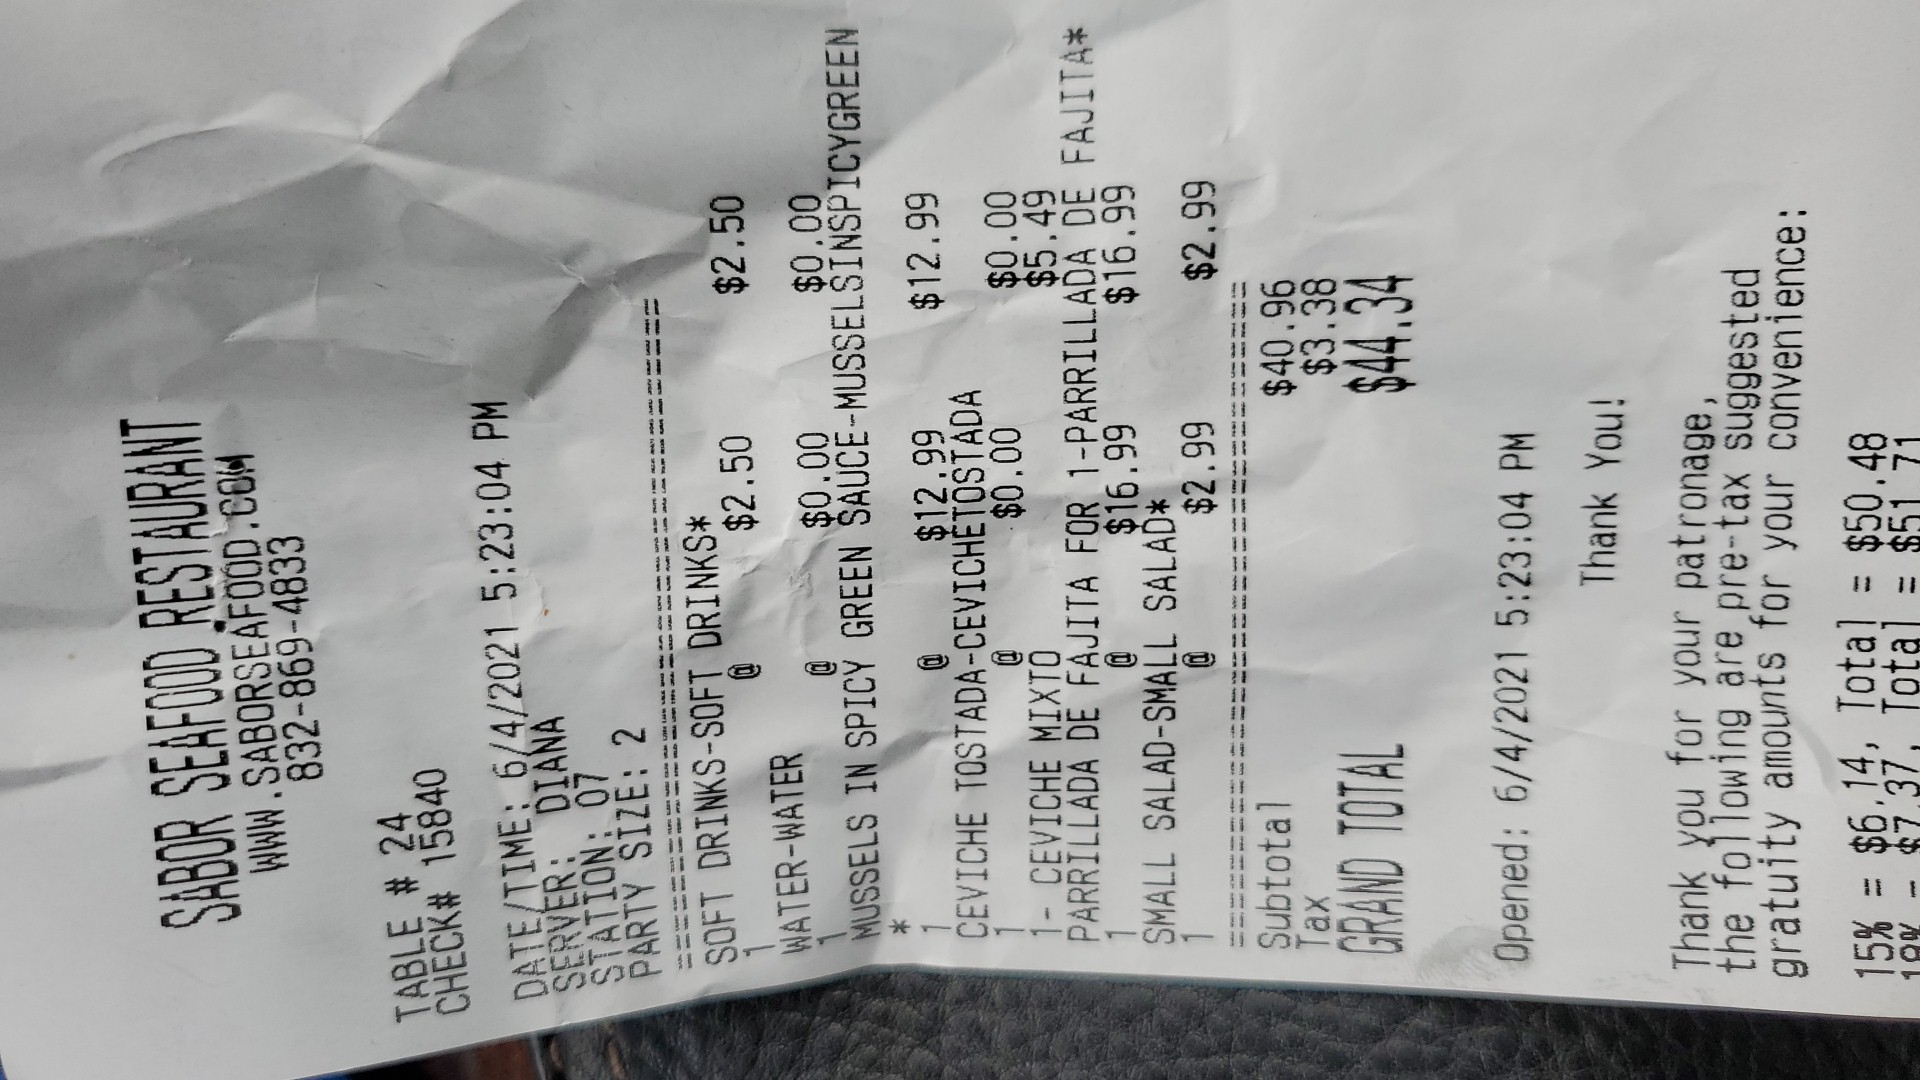 SABOR SEAFOOD RESTAURANT
WWW.SABORSEAFOOD.COM
832-869-4833
TABLE # 24
CHECK# 15840
DATE/TIME: 6/4/2021 5:23:04 PM
SERVER: DIANA
STATION: 07
PARTY SIZE: 2
SOFT DRINKS-SOFT DRINKS*
1 @ $2.50 $2.50
WATER-WATER
1 @ $0.00 $0.00
MUSSELS IN SPICY GREEN SAUCE-MUSSELSINSPICYGREEN
*
1 @ $12.99 $12.99
CEVICHE TOSTADA-CEVICHETOSTADA
1 @ $0.00 $0.00
1- CEVICHE MIXTO $5.49
PARRILLADA DE FAJITA FOR 1-PARRILLADA DE FAJITA*
1 @ $16.99 $16.99
SMALL SALAD-SMALL SALAD*
1 @ $2.99 $2.99
Subtotal $40.96
Tax $3.38
GRAND TOTAL $44.34
Opened: 6/4/2021 5:23:04 PM
Thank You!
Thank you for your patronage,
the following are pre-tax suggested
gratuity amounts for your convenience:
15% = $6.14, Total = $50.48
18% = $7.37, Total = $51.71